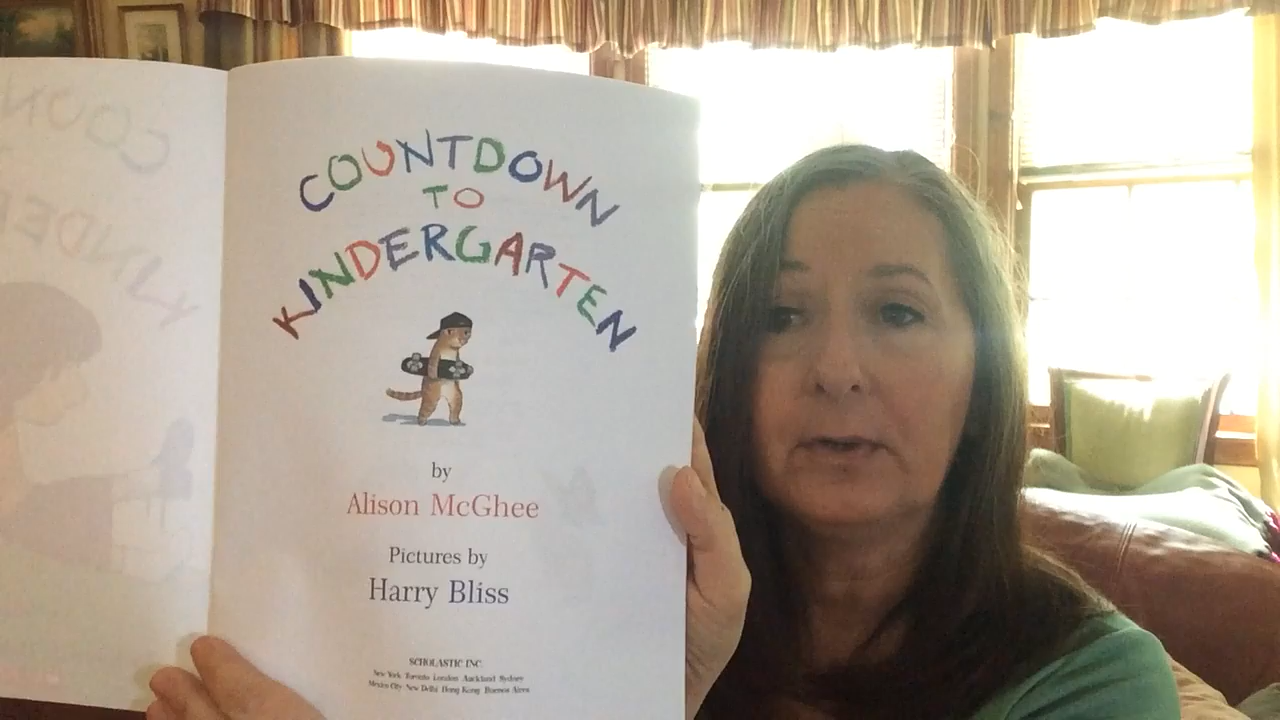 COUNTDOWN
TO
KINDERGARTEN
by
Alison McGhee
Pictures by
Harry Bliss
SCHOLASTIC INC.
New York Toronto London Auckland Sydney
Mexico City New Delhi Hong Kong Buenos Aires